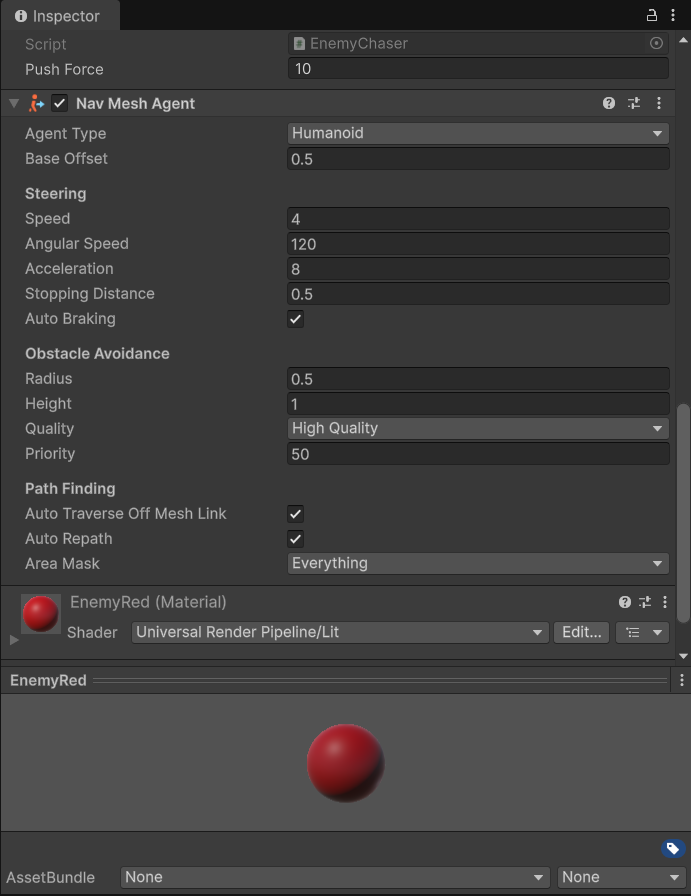 Inspector
Script EnemyChaser
Push Force 10
Nav Mesh Agent
Agent Type Humanoid
Base Offset 0.5
Steering
Speed 4
Angular Speed 120
Acceleration 8
Stopping Distance 0.5
Auto Braking
Obstacle Avoidance
Radius 0.5
Height 1
Quality High Quality
Priority 50
Path Finding
Auto Traverse Off Mesh Link
Auto Repath
Area Mask Everything
EnemyRed (Material)
Shader Universal Render Pipeline/Lit Edit...
EnemyRed
AssetBundle None None